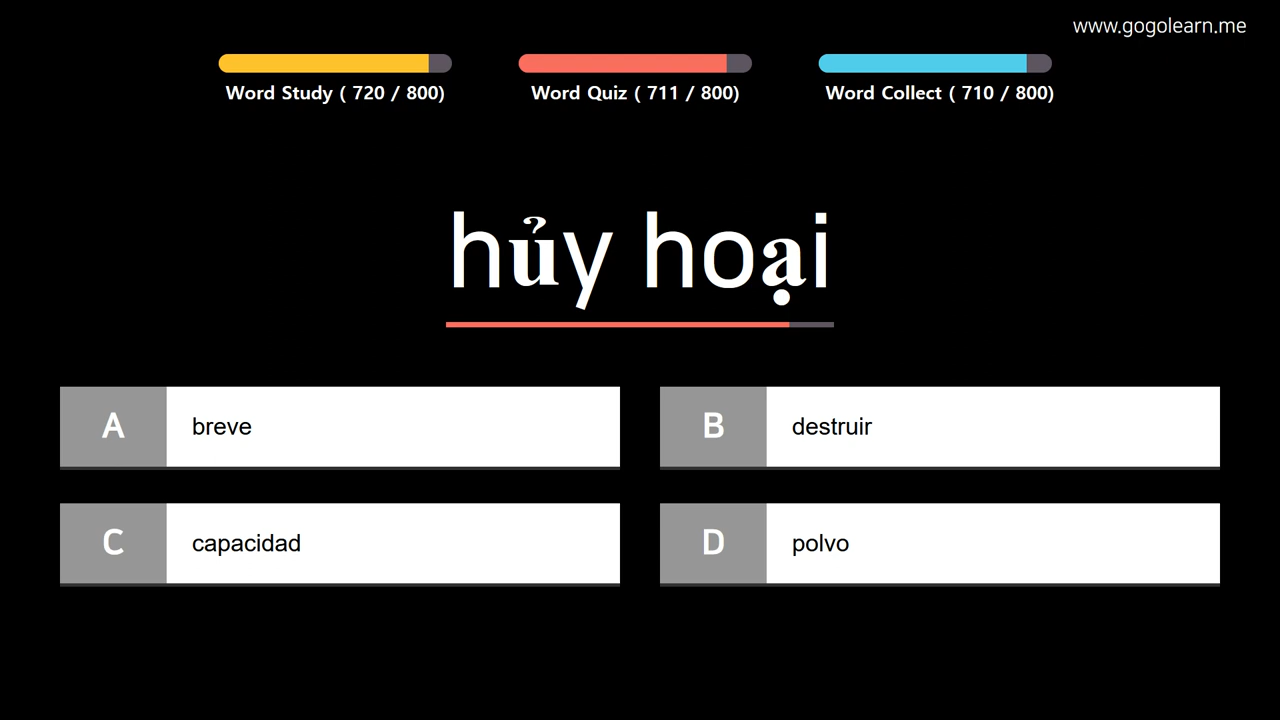 www.gogolearn.me
Word Study ( 720 / 800)
Word Quiz ( 711 / 800)
Word Collect ( 710 / 800)
hủy hoại
A breve
B destruir
C capacidad
D polvo